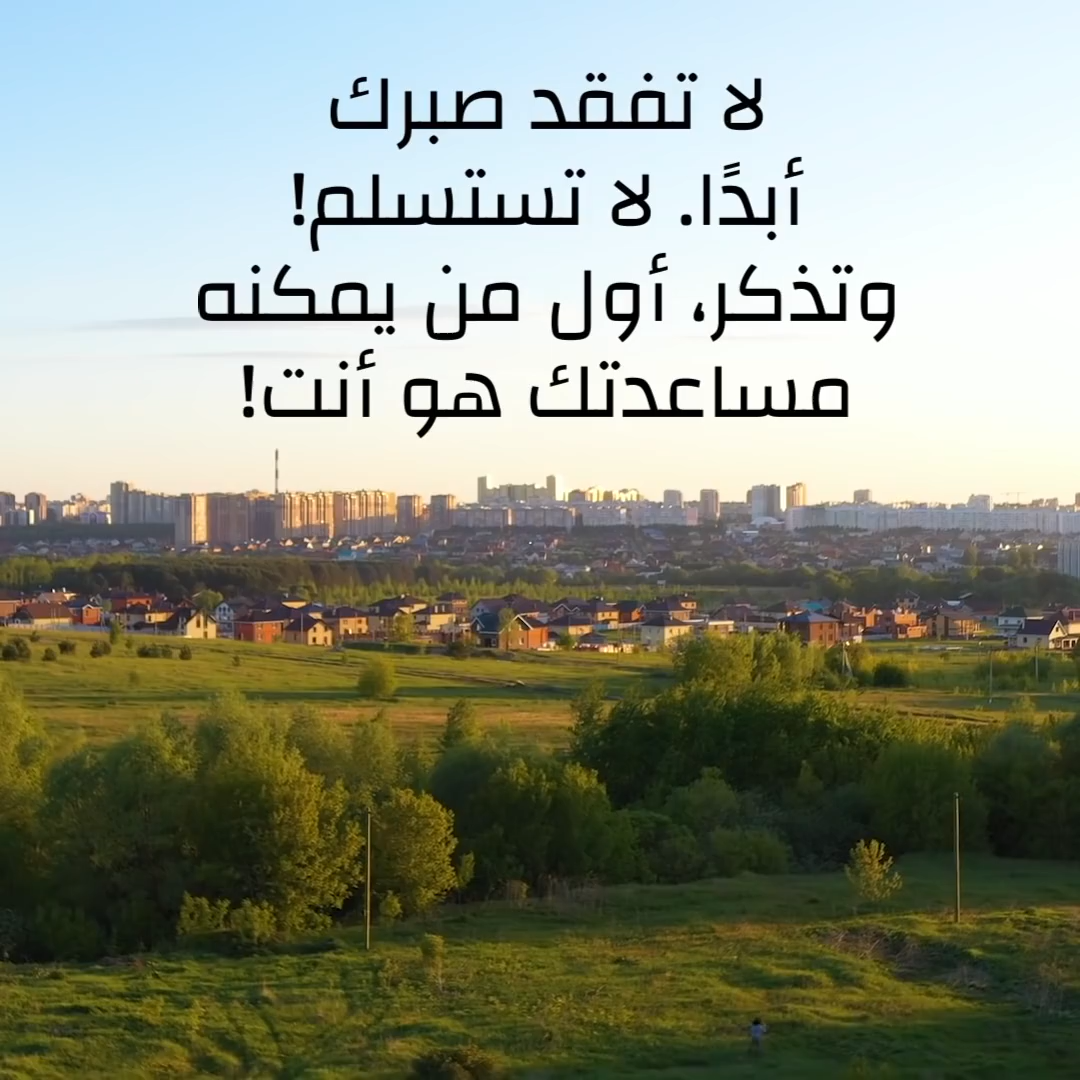 لا تفقد صبرك
أبدًا. لا تستسلم!
وتذكر، أول من يمكنه
مساعدتك هو أنت!